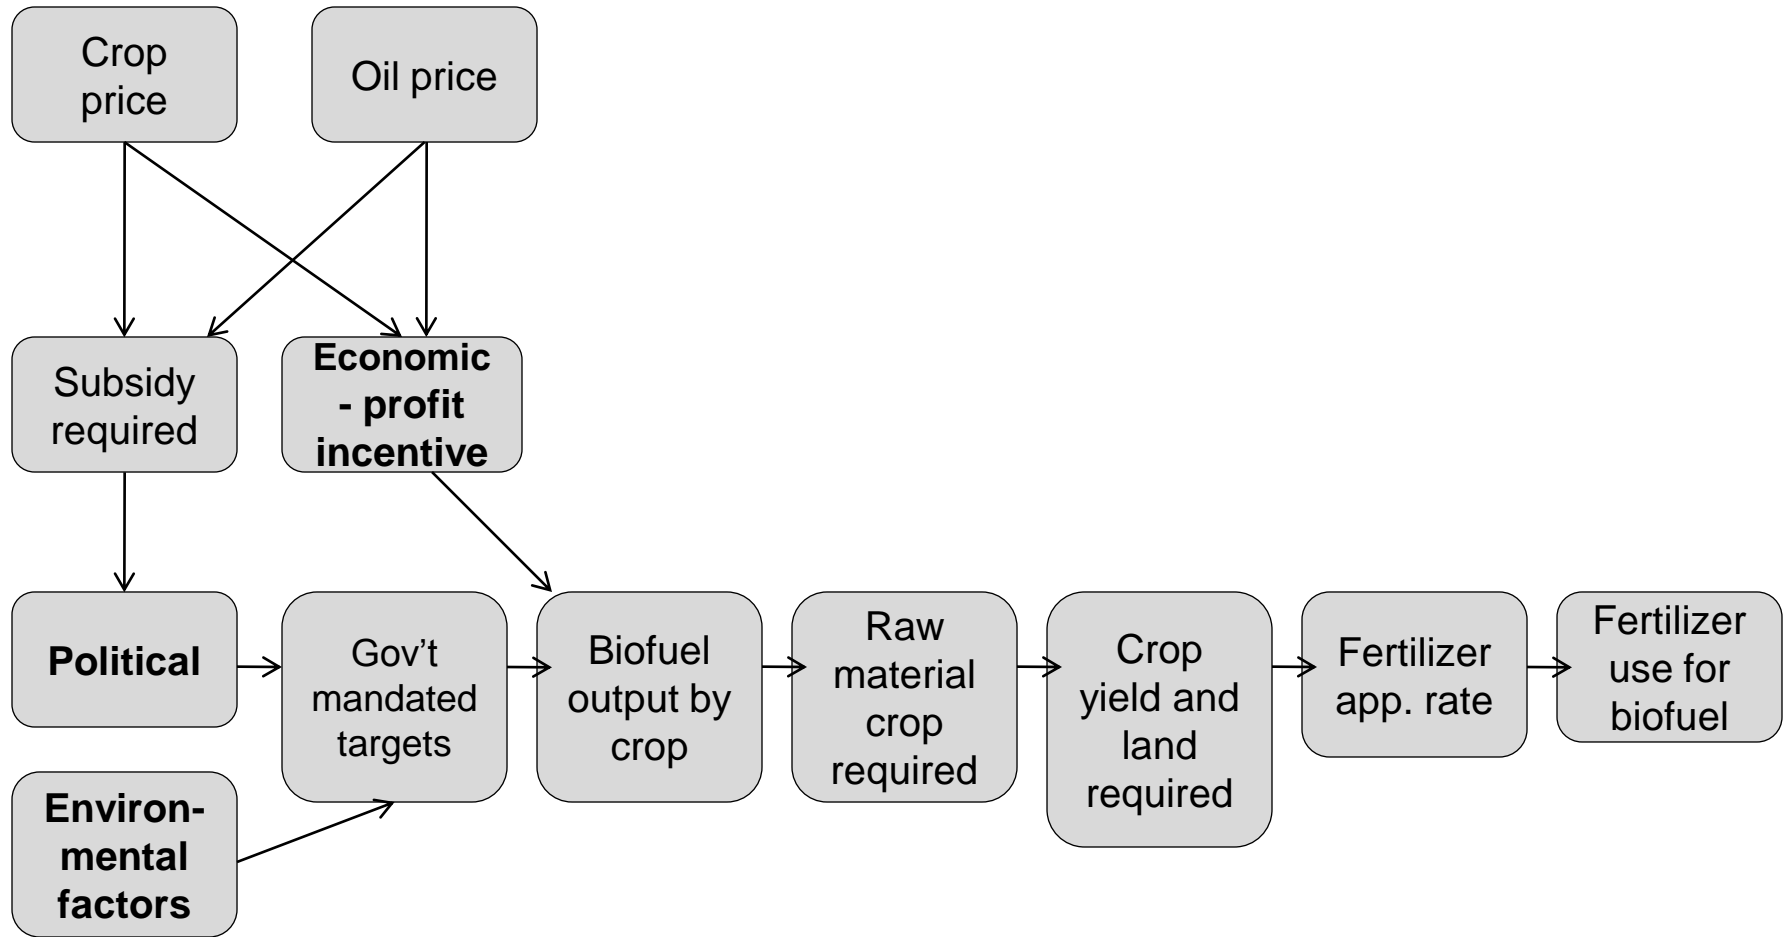 Crop
price
Oil price
Subsidy
required
Economic
- profit
incentive
Political
Gov’t
mandated
targets
Biofuel
output by
crop
Raw
material
crop
required
Crop
yield and
land
required
Fertilizer
app. rate
Fertilizer
use for
biofuel
Environ-
mental
factors